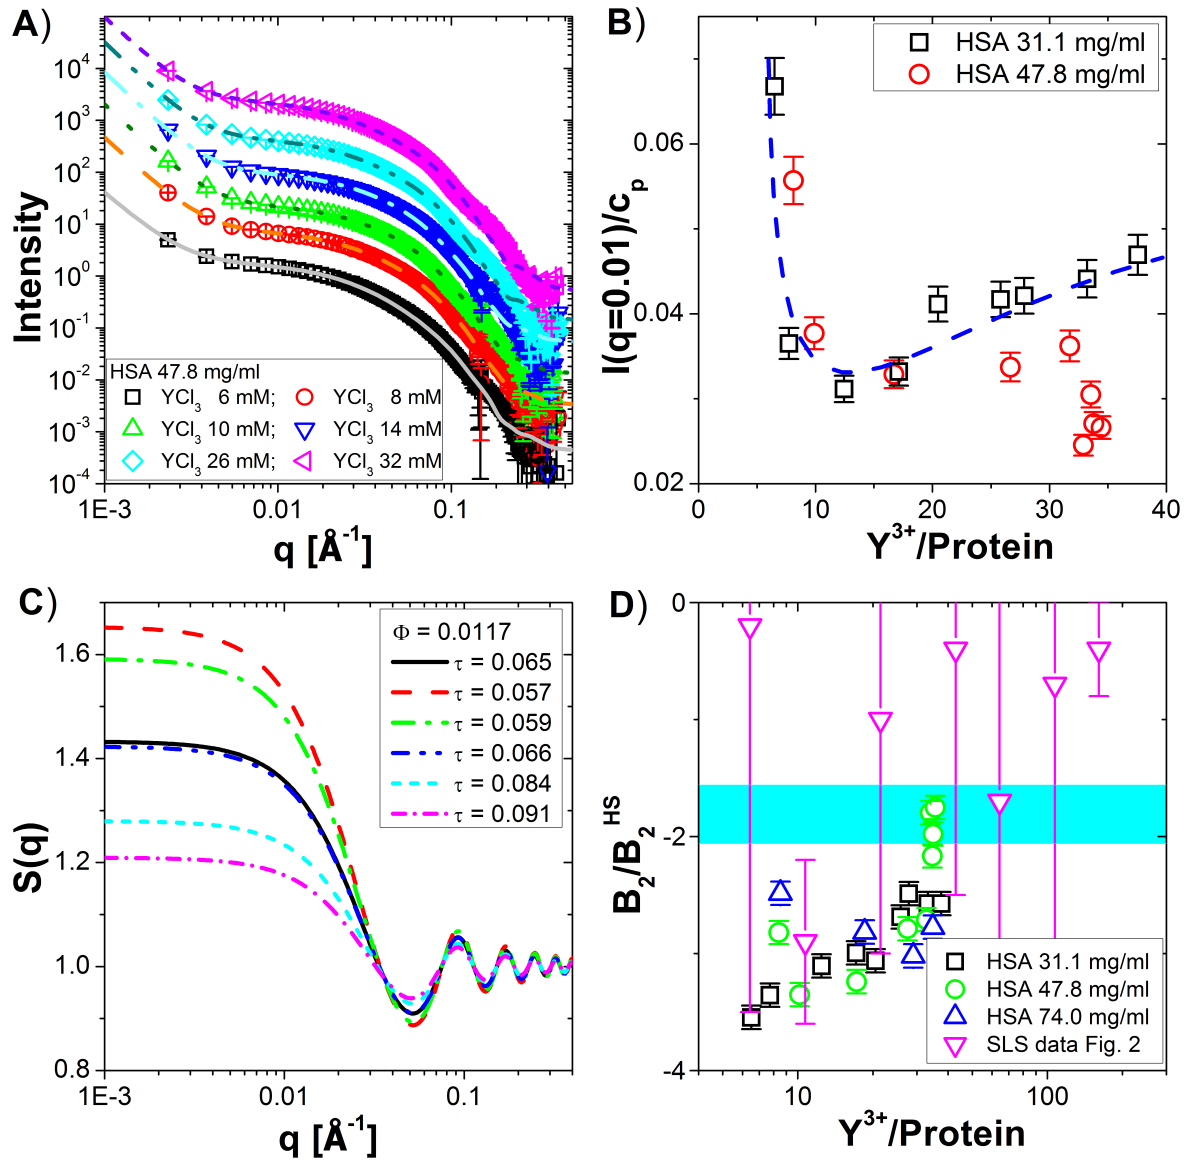 A)
Intensity
10⁴
10³
10²
10¹
10⁰
10⁻¹
10⁻²
10⁻³
10⁻⁴
HSA 47.8 mg/ml
YCl₃ 6 mM; YCl₃ 8 mM
YCl₃ 10 mM; YCl₃ 14 mM
YCl₃ 26 mM; YCl₃ 32 mM
1E-3 0.01 0.1
q [Å⁻¹]
B)
I(q=0.01)/cₚ
HSA 31.1 mg/ml
HSA 47.8 mg/ml
0.06
0.04
0.02
0 10 20 30 40
Y³⁺/Protein
C)
S(q)
1.6
1.4
1.2
1.0
0.8
Φ = 0.0117
τ = 0.065
τ = 0.057
τ = 0.059
τ = 0.066
τ = 0.084
τ = 0.091
1E-3 0.01 0.1
q [Å⁻¹]
D)
B₂/B₂ᴴˢ
0
-2
-4
HSA 31.1 mg/ml
HSA 47.8 mg/ml
HSA 74.0 mg/ml
SLS data Fig. 2
10 100
Y³⁺/Protein